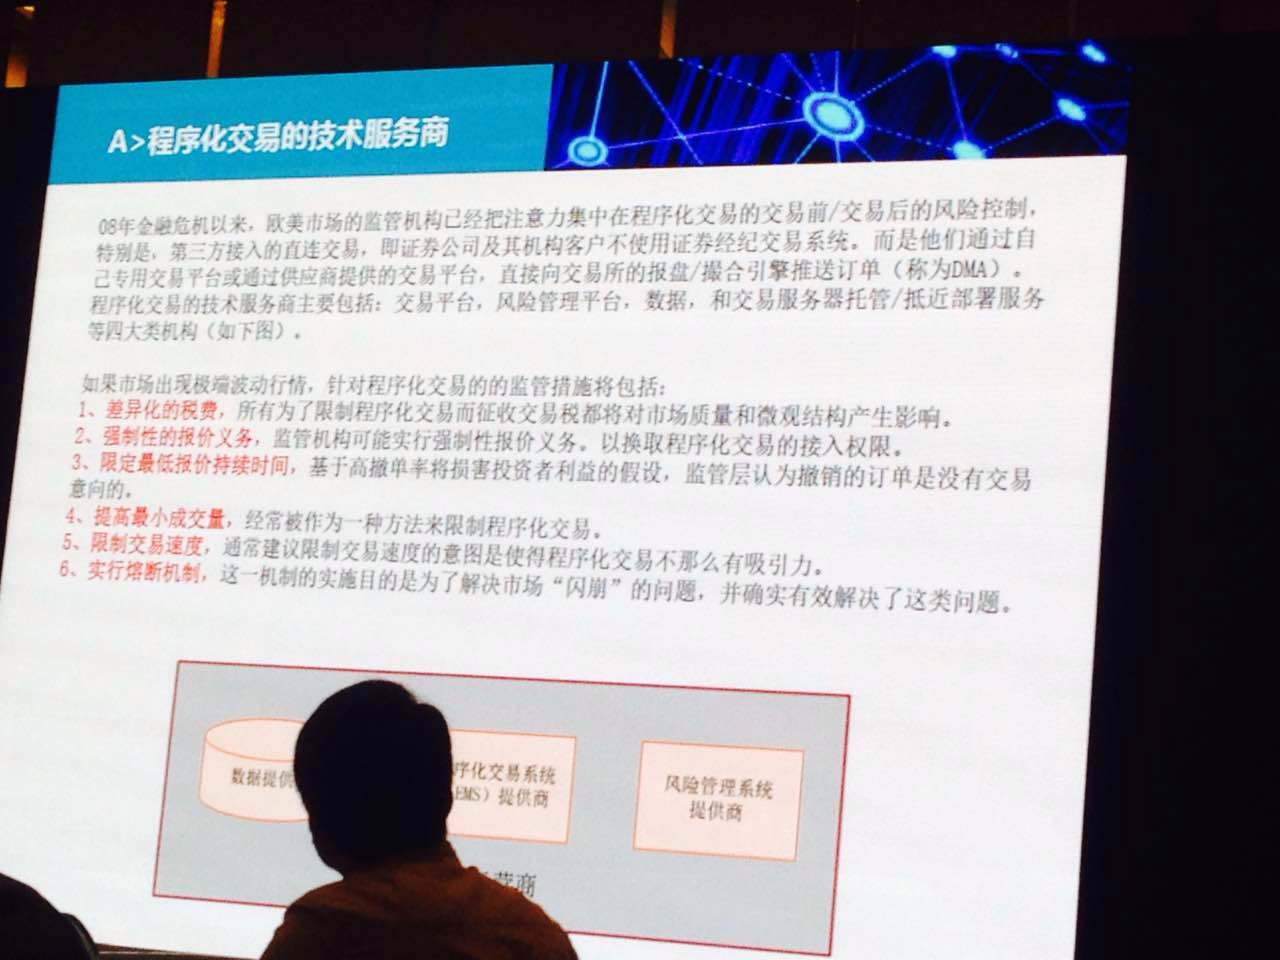 A>程序化交易的技术服务商
08年金融危机以来，欧美市场的监管机构已经把注意力集中在程序化交易的交易前/交易后的风险控制，
特别是，第三方接入的直连交易，即证券公司及其机构客户不使用证券经纪交易系统。而是他们通过自
己专用交易平台或通过供应商提供的交易平台，直接向交易所的报盘/撮合引擎推送订单（称为DMA）。
程序化交易的技术服务商主要包括：交易平台，风险管理平台，数据，和交易服务器托管/抵近部署服务
等四大类机构（如下图）。
如果市场出现极端波动行情，针对程序化交易的的监管措施将包括：
1、差异化的税费，所有为了限制程序化交易而征收交易税都将对市场质量和微观结构产生影响。
2、强制性的报价义务，监管机构可能实行强制性报价义务。以换取程序化交易的接入权限。
3、限定最低报价持续时间，基于高撤单率将损害投资者利益的假设，监管层认为撤销的订单是没有交易
意向的。
4、提高最小成交量，经常被作为一种方法来限制程序化交易。
5、限制交易速度，通常建议限制交易速度的意图是使得程序化交易不那么有吸引力。
6、实行熔断机制，这一机制的实施目的是为了解决市场“闪崩”的问题，并确实有效解决了这类问题。
数据提供
序化交易系统
EMS）提供商
风险管理系统
提供商
商